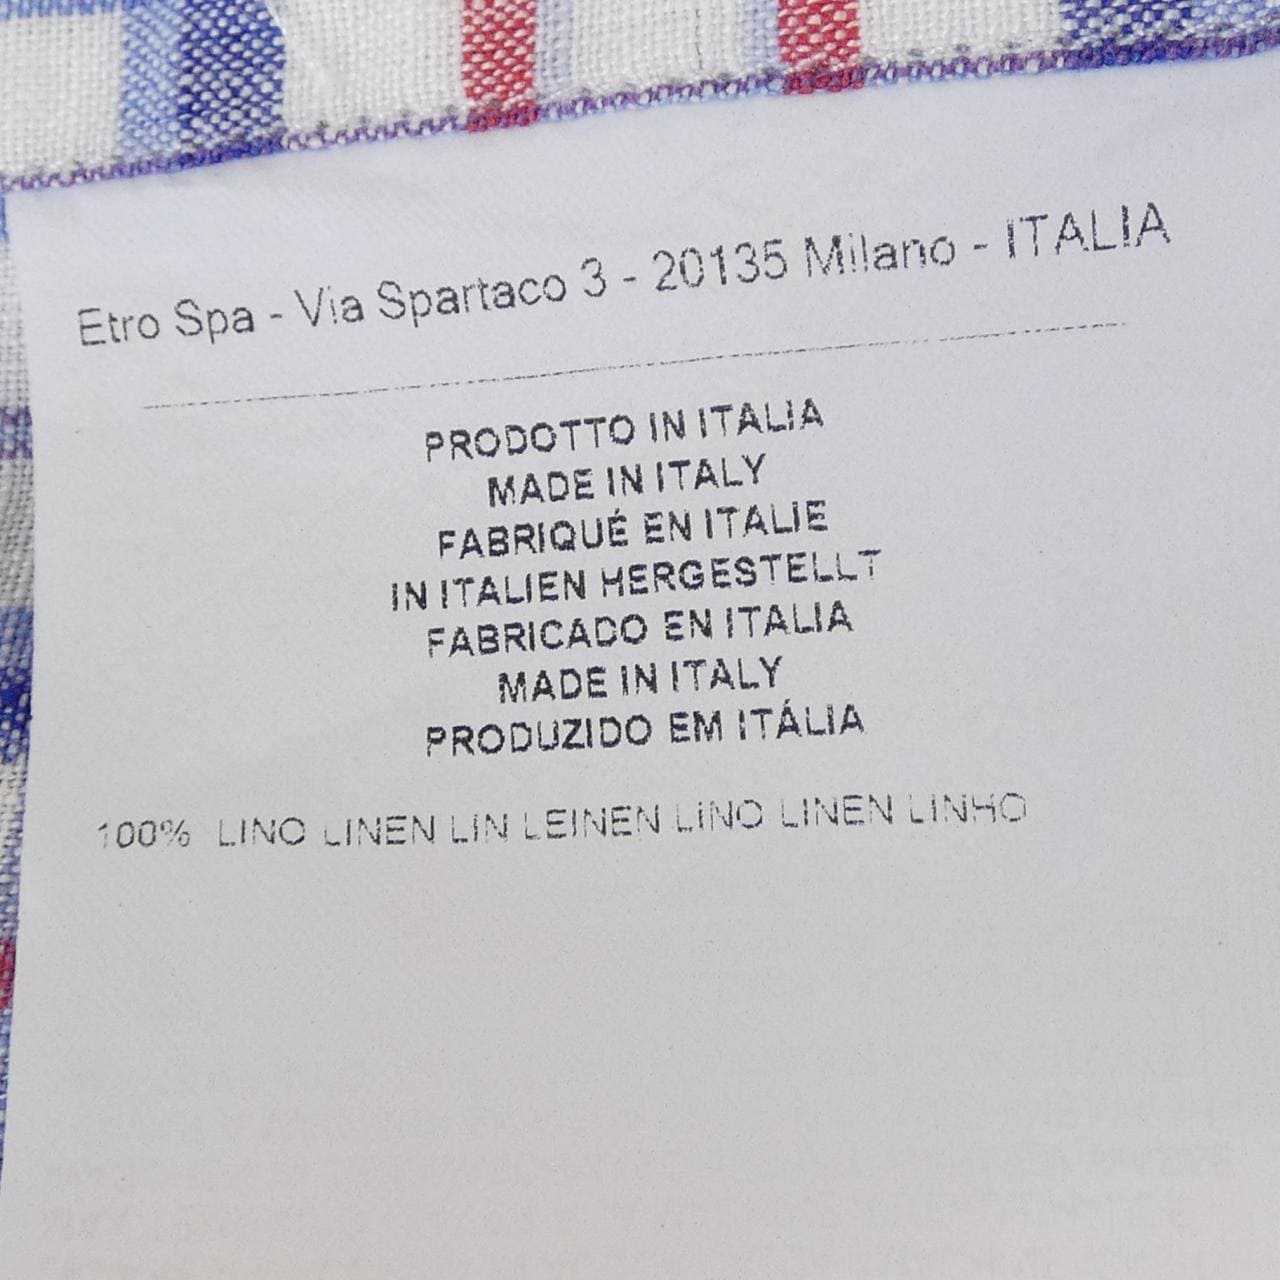 Etro Spa - Via Spartaco 3 - 20135 Milano - ITALIA
PRODOTTO IN ITALIA
MADE IN ITALY
FABRIQUÉ EN ITALIE
IN ITALIEN HERGESTELLT
FABRICADO EN ITALIA
MADE IN ITALY
PRODUZIDO EM ITÁLIA
100% LINO LINEN LIN LEINEN LINO LINEN LINHO